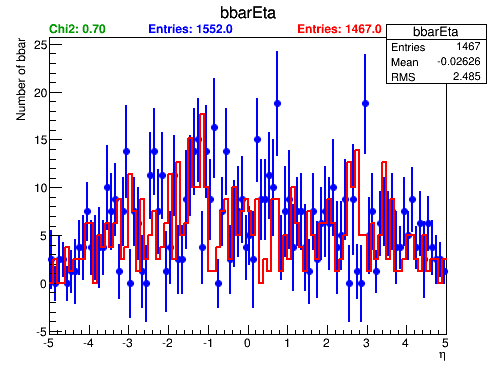 bbarEta
Chi2: 0.70 Entries: 1552.0 Entries: 1467.0
bbarEta
Entries 1467
Mean -0.02626
RMS 2.485
Number of bbar
25
20
15
10
5
0
-5
-5 -4 -3 -2 -1 0 1 2 3 4 5
η